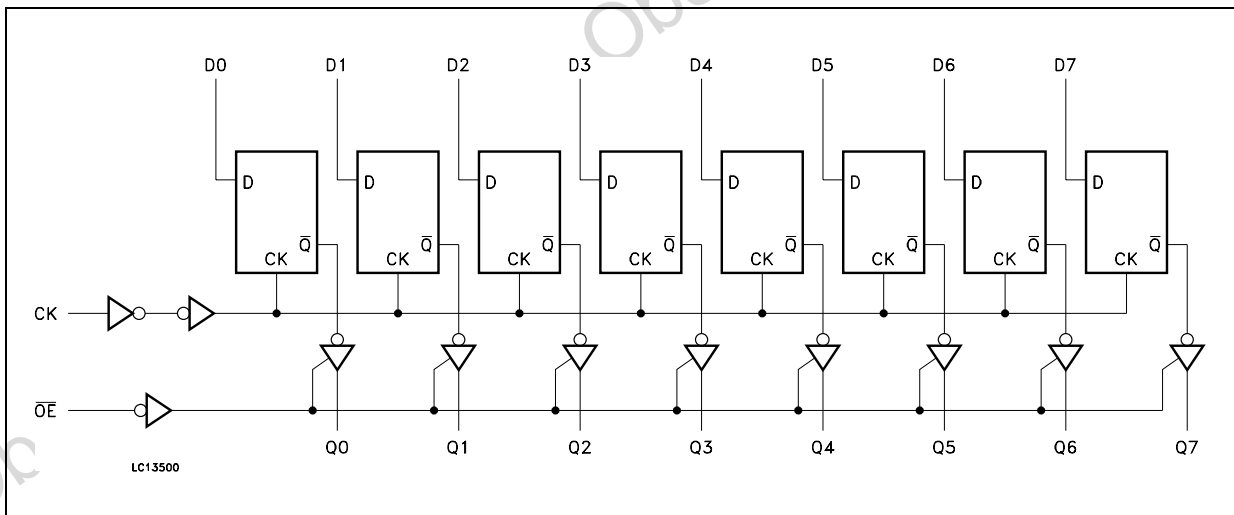 D0 D1 D2 D3 D4 D5 D6 D7
D D D D D D D D
Q̅ Q̅ Q̅ Q̅ Q̅ Q̅ Q̅ Q̅
CK CK CK CK CK CK CK CK
CK
O̅E̅
Q0 Q1 Q2 Q3 Q4 Q5 Q6 Q7
LC13500